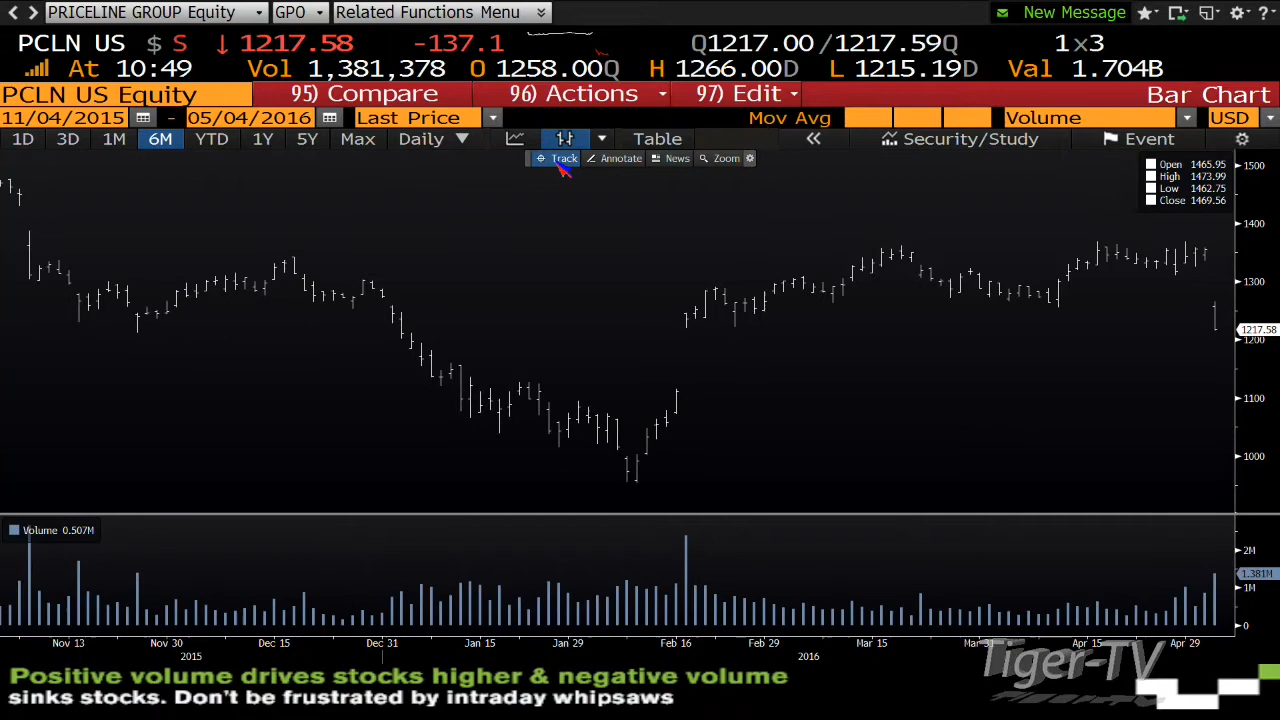 PRICELINE GROUP Equity GPO Related Functions Menu New Message ?
PCLN US $ S ↓ 1217.58 -137.1 Q1217.00 /1217.59Q 1×3
At 10:49 Vol 1,381,378 O 1258.00Q H 1266.00D L 1215.19D Val 1.704B
PCLN US Equity 95) Compare 96) Actions 97) Edit Bar Chart
11/04/2015 - 05/04/2016 Last Price Mov Avg Volume USD
1D 3D 1M 6M YTD 1Y 5Y Max Daily Table Security/Study Event
Track Annotate News Zoom
Open 1465.95
High 1473.99
Low 1462.75
Close 1469.56
1500
1400
1300
1217.58
1200
1100
1000
Volume 0.507M
2M
1.381M
1M
0
Nov 13 Nov 30 Dec 15 Dec 31 Jan 15 Jan 29 Feb 16 Feb 29 Mar 15 Mar 31 Apr 15 Apr 29
2015 2016
Tiger-TV
Positive volume drives stocks higher & negative volume
sinks stocks. Don't be frustrated by intraday whipsaws